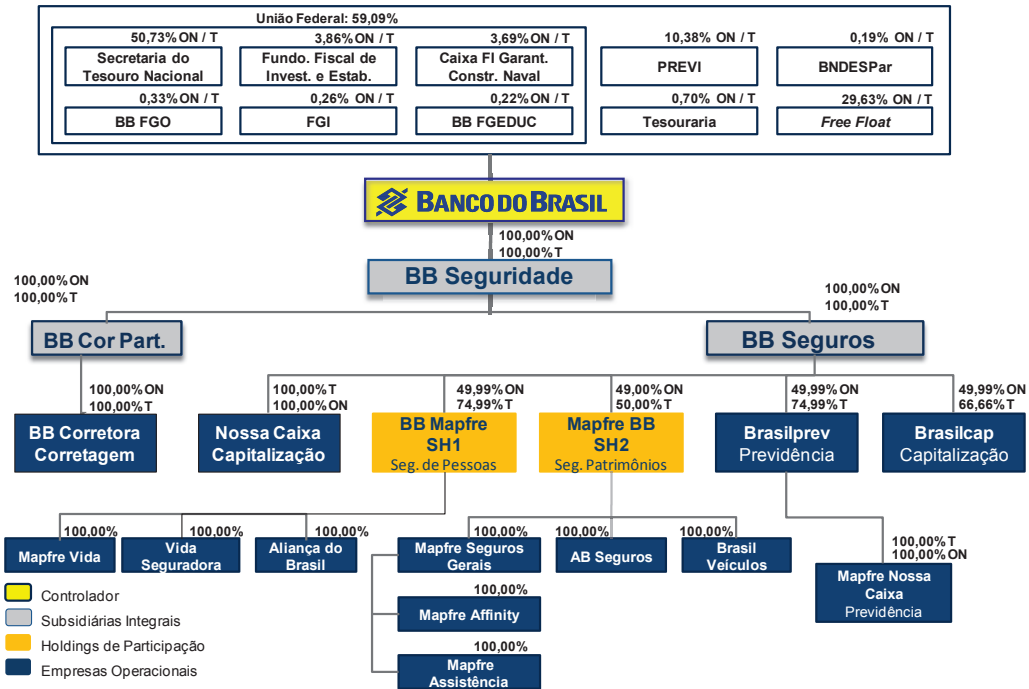 União Federal: 59,09%
50,73% ON / T
3,86% ON / T
3,69% ON / T
10,38% ON / T
0,19% ON / T
Secretaria do
Tesouro Nacional
Fundo. Fiscal de
Invest. e Estab.
Caixa FI Garant.
Constr. Naval
PREVI
BNDESPar
0,33% ON / T
0,26% ON / T
0,22% ON / T
0,70% ON / T
29,63% ON / T
BB FGO
FGI
BB FGEDUC
Tesouraria
Free Float
BANCO DO BRASIL
100,00% ON
100,00% T
BB Seguridade
100,00% ON
100,00% T
100,00% ON
100,00% T
BB Cor Part.
BB Seguros
100,00% ON
100,00% T
100,00% T
100,00% ON
49,99% ON
74,99% T
49,00% ON
50,00% T
49,99% ON
74,99% T
49,99% ON
66,66% T
BB Corretora
Corretagem
Nossa Caixa
Capitalização
BB Mapfre
SH1
Seg. de Pessoas
Mapfre BB
SH2
Seg. Patrimônios
Brasilprev
Previdência
Brasilcap
Capitalização
100,00%
100,00%
100,00%
100,00%
100,00%
100,00%
Mapfre Vida
Vida
Seguradora
Aliança do
Brasil
Mapfre Seguros
Gerais
AB Seguros
Brasil
Veículos
100,00% T
100,00% ON
Mapfre Nossa
Caixa
Previdência
100,00%
Mapfre Affinity
100,00%
Mapfre
Assistência
Controlador
Subsidiárias Integrais
Holdings de Participação
Empresas Operacionais